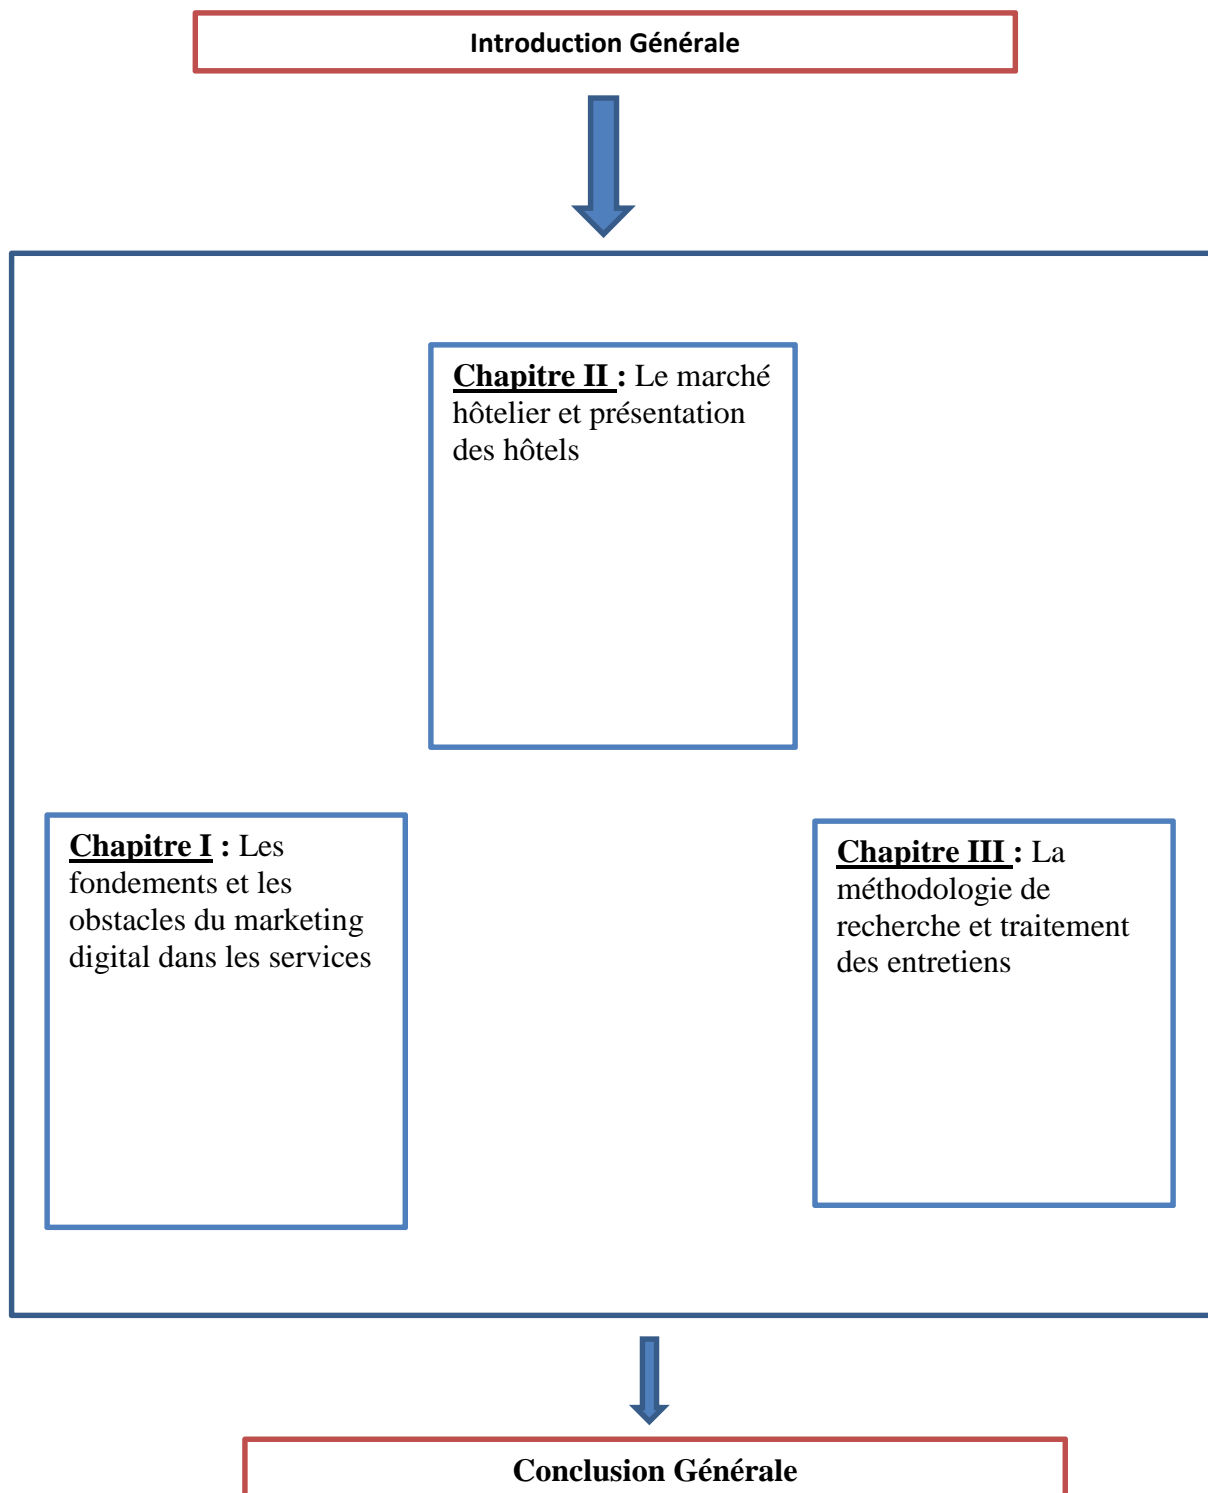 Introduction Générale
Chapitre II : Le marché
hôtelier et présentation
des hôtels
Chapitre I : Les
fondements et les
obstacles du marketing
digital dans les services
Chapitre III : La
méthodologie de
recherche et traitement
des entretiens
Conclusion Générale